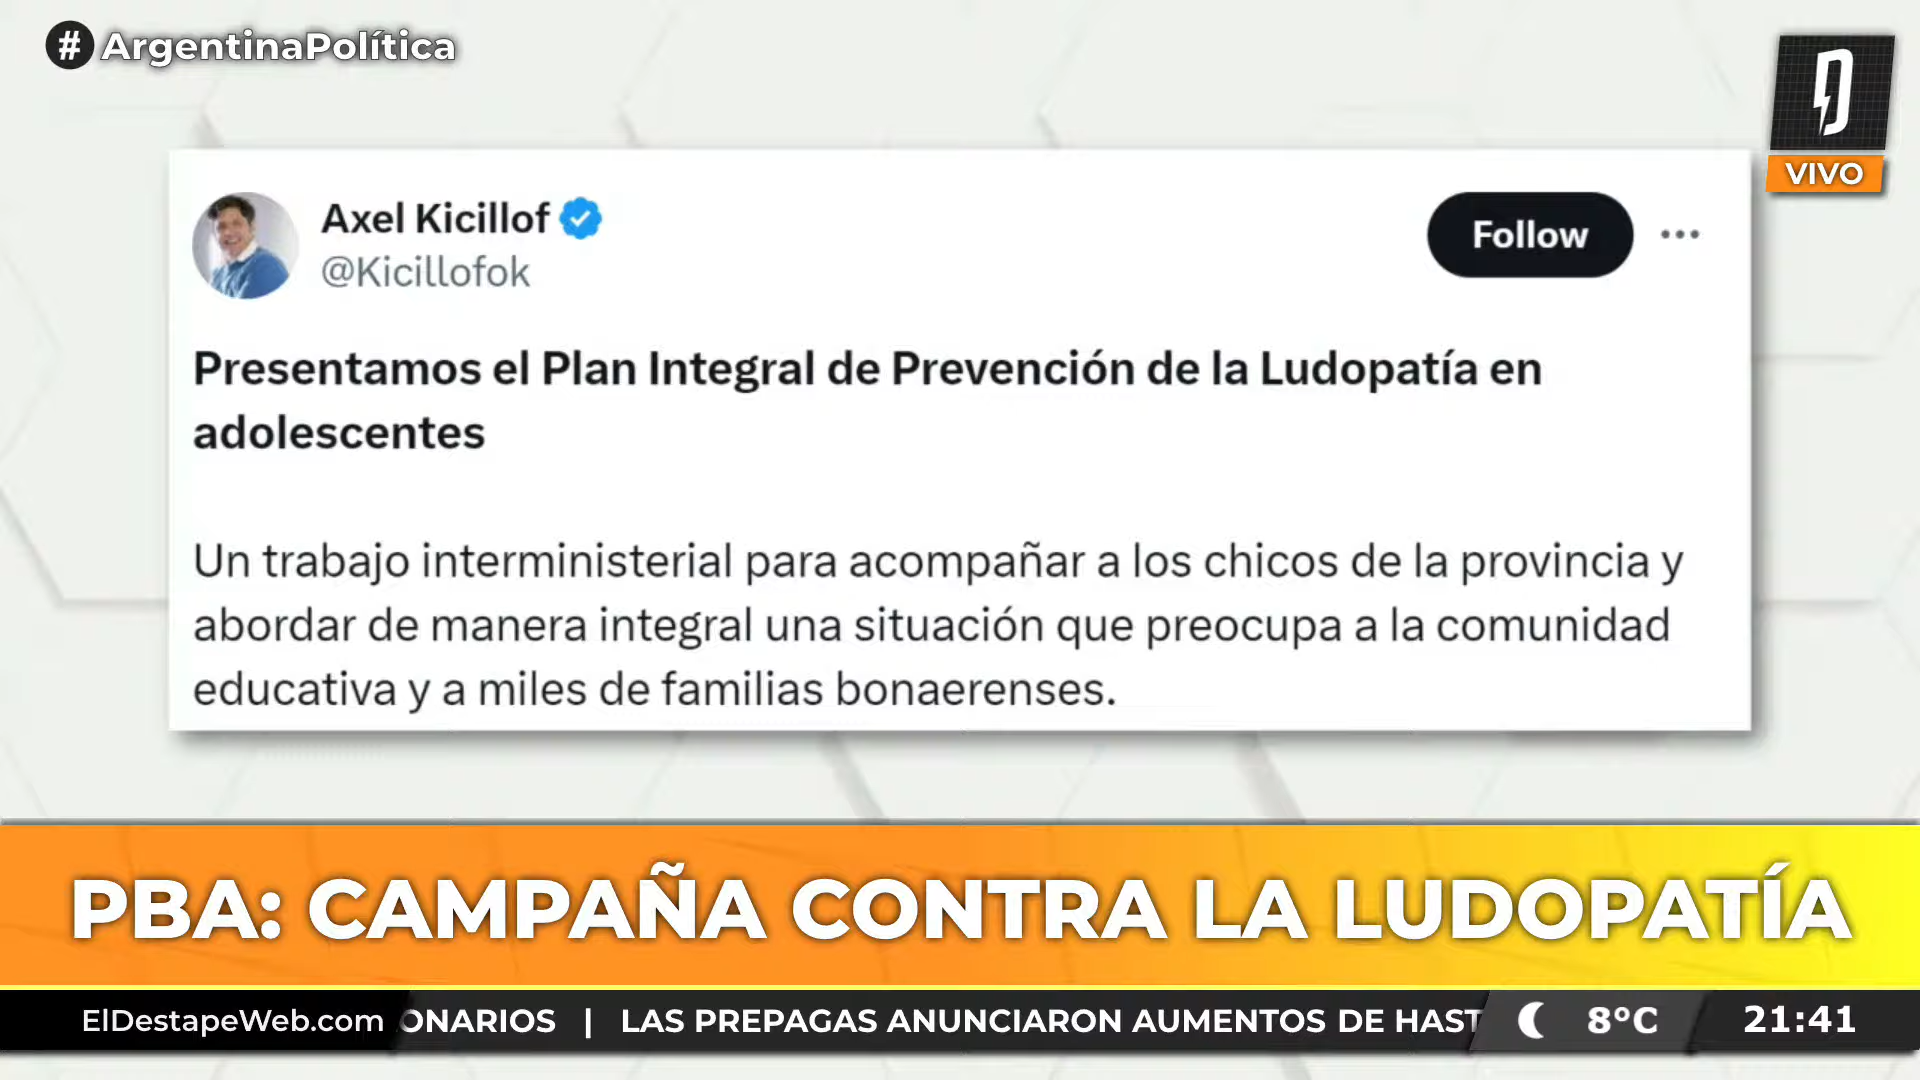 # ArgentinaPolítica
VIVO
Axel Kicillof
@Kicillofok
Follow
Presentamos el Plan Integral de Prevención de la Ludopatía en
adolescentes
Un trabajo interministerial para acompañar a los chicos de la provincia y
abordar de manera integral una situación que preocupa a la comunidad
educativa y a miles de familias bonaerenses.
PBA: CAMPAÑA CONTRA LA LUDOPATÍA
ElDestapeWeb.com ONARIOS | LAS PREPAGAS ANUNCIARON AUMENTOS DE HAST 8°C 21:41